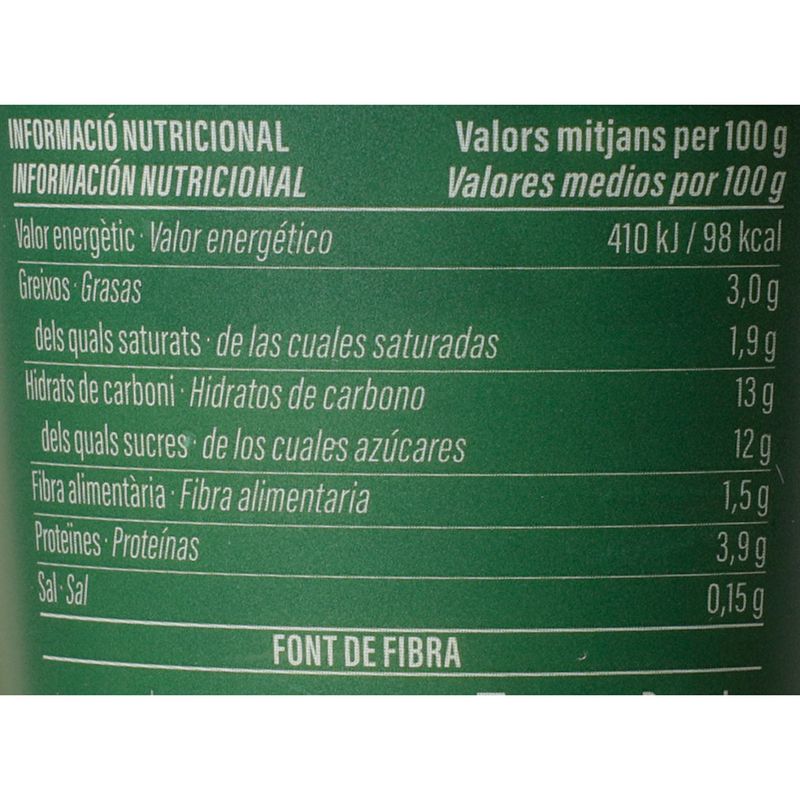 INFORMACIÓ NUTRICIONAL Valors mitjans per 100 g
INFORMACIÓN NUTRICIONAL Valores medios por 100 g
Valor energètic · Valor energético 410 kJ / 98 kcal
Greixos · Grasas 3,0 g
dels quals saturats · de las cuales saturadas 1,9 g
Hidrats de carboni · Hidratos de carbono 13 g
dels quals sucres · de los cuales azúcares 12 g
Fibra alimentària · Fibra alimentaria 1,5 g
Proteïnes · Proteínas 3,9 g
Sal · Sal 0,15 g
FONT DE FIBRA